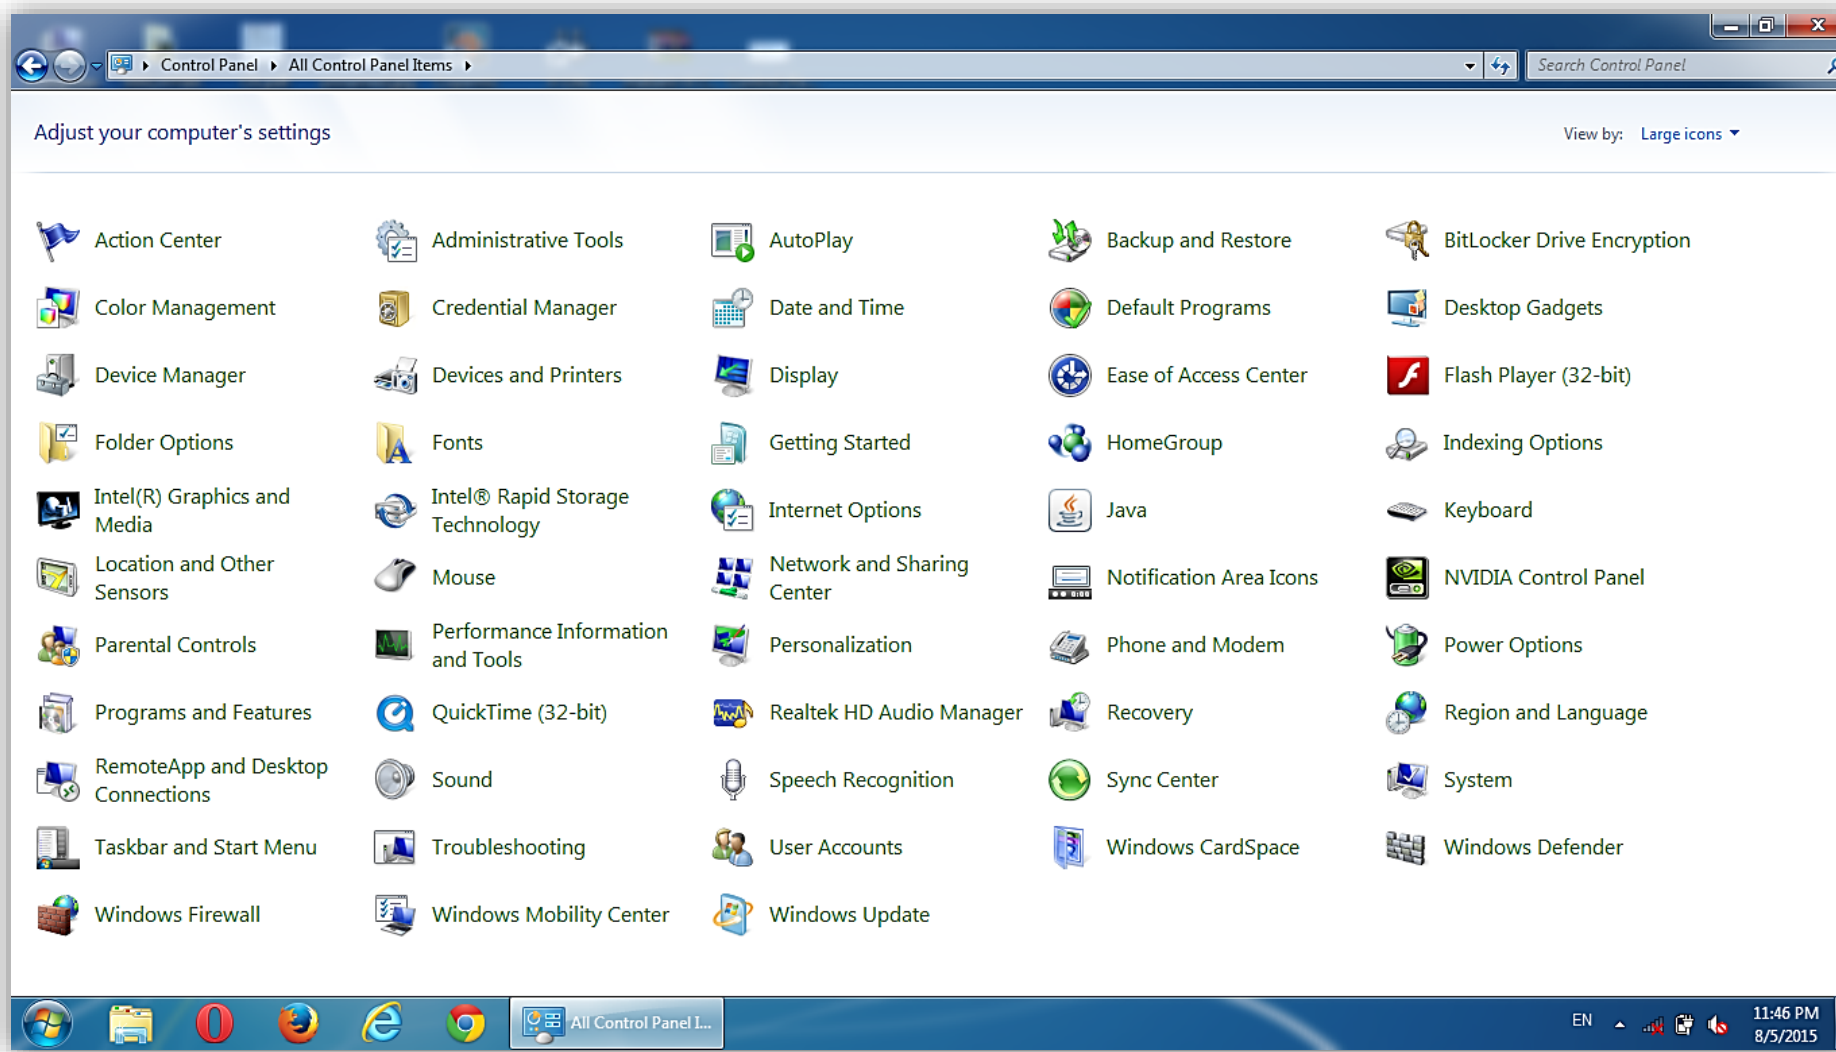 Control Panel All Control Panel Items
Search Control Panel
Adjust your computer's settings
View by: Large icons
Action Center
Administrative Tools
AutoPlay
Backup and Restore
BitLocker Drive Encryption
Color Management
Credential Manager
Date and Time
Default Programs
Desktop Gadgets
Device Manager
Devices and Printers
Display
Ease of Access Center
Flash Player (32-bit)
Folder Options
Fonts
Getting Started
HomeGroup
Indexing Options
Intel(R) Graphics and
Media
Intel® Rapid Storage
Technology
Internet Options
Java
Keyboard
Location and Other
Sensors
Mouse
Network and Sharing
Center
Notification Area Icons
NVIDIA Control Panel
Parental Controls
Performance Information
and Tools
Personalization
Phone and Modem
Power Options
Programs and Features
QuickTime (32-bit)
Realtek HD Audio Manager
Recovery
Region and Language
RemoteApp and Desktop
Connections
Sound
Speech Recognition
Sync Center
System
Taskbar and Start Menu
Troubleshooting
User Accounts
Windows CardSpace
Windows Defender
Windows Firewall
Windows Mobility Center
Windows Update
All Control Panel I...
EN
11:46 PM
8/5/2015